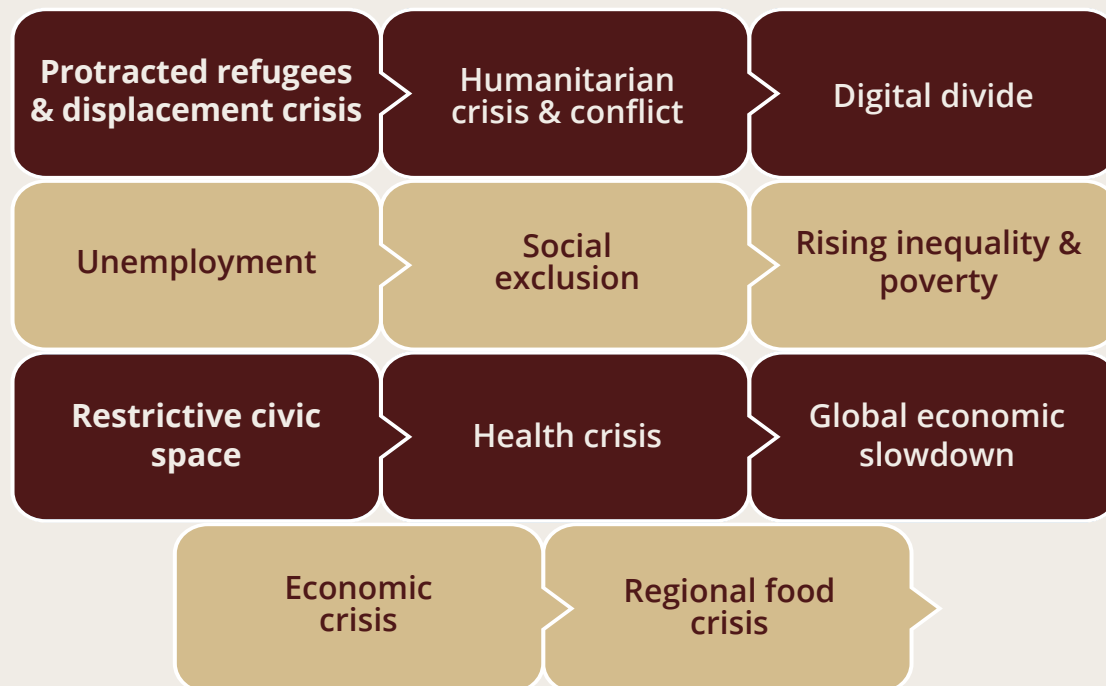 Protracted refugees
& displacement crisis
Humanitarian
crisis & conflict
Digital divide
Unemployment
Social
exclusion
Rising inequality &
poverty
Restrictive civic
space
Health crisis
Global economic
slowdown
Economic
crisis
Regional food
crisis